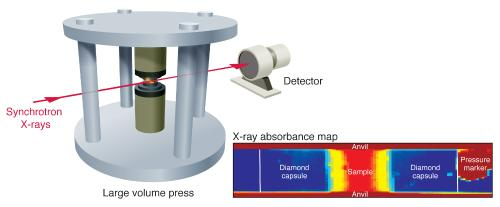 Synchrotron
X-rays
Detector
Large volume press
X-ray absorbance map
Anvil
Diamond
capsule
Sample
Diamond
capsule
Pressure
marker
Anvil